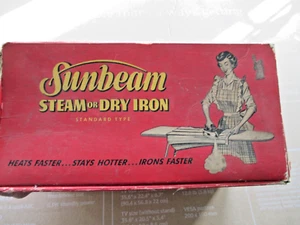 Sunbeam
STEAM OR DRY IRON
STANDARD TYPE
HEATS FASTER...STAYS HOTTER...IRONS FASTER